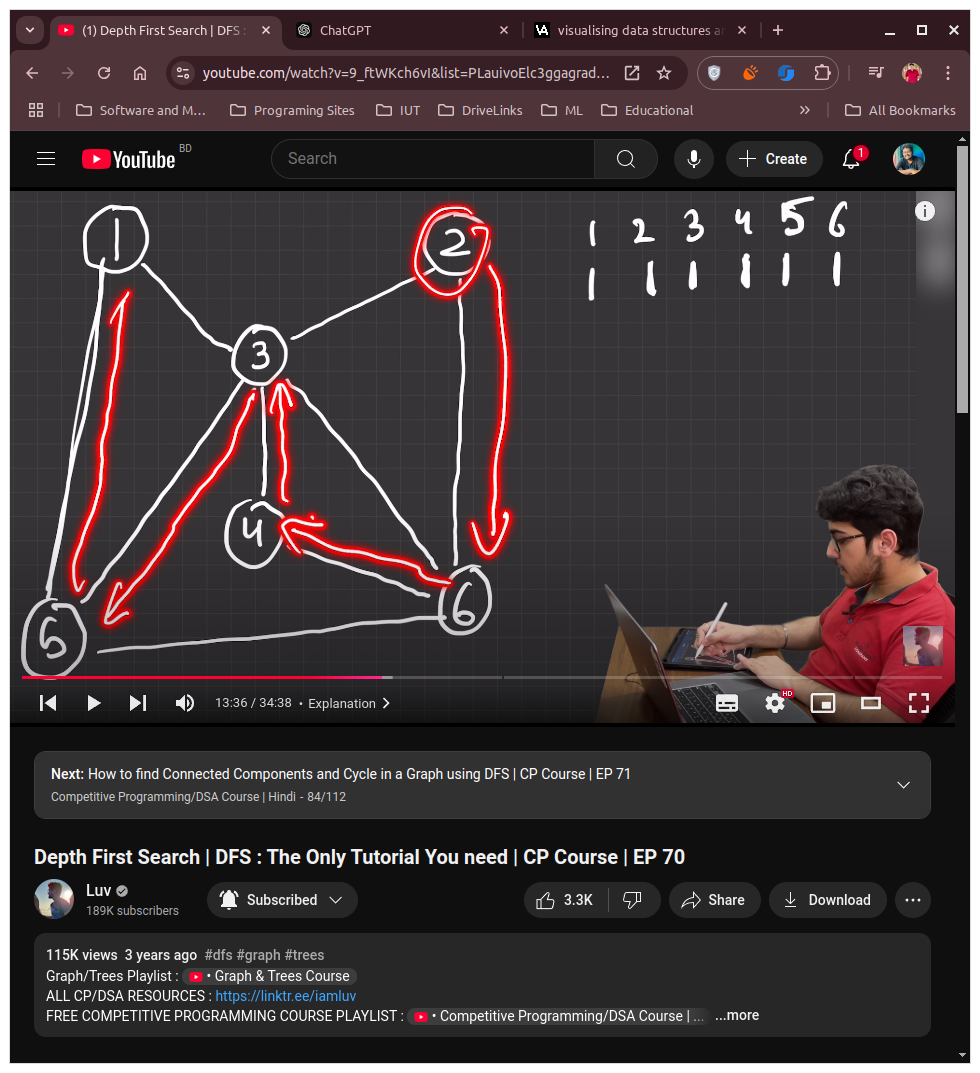 (1) Depth First Search | DFS :
ChatGPT
visualising data structures a
youtube.com/watch?v=9_ftWKch6vI&list=PLauivoElc3ggagrad...
Software and M...
Programing Sites
IUT
DriveLinks
ML
Educational
»
All Bookmarks
YouTube BD
Search
Create
1
1
2
1 2 3 4 5 6
1 1 1 1 1 1
3
4
5
6
13:36 / 34:38 • Explanation
HD
Next: How to find Connected Components and Cycle in a Graph using DFS | CP Course | EP 71
Competitive Programming/DSA Course | Hindi - 84/112
Depth First Search | DFS : The Only Tutorial You need | CP Course | EP 70
Luv
189K subscribers
Subscribed
3.3K
Share
Download
115K views 3 years ago #dfs #graph #trees
Graph/Trees Playlist : • Graph & Trees Course
ALL CP/DSA RESOURCES : https://linktr.ee/iamluv
FREE COMPETITIVE PROGRAMMING COURSE PLAYLIST : • Competitive Programming/DSA Course | ... ...more